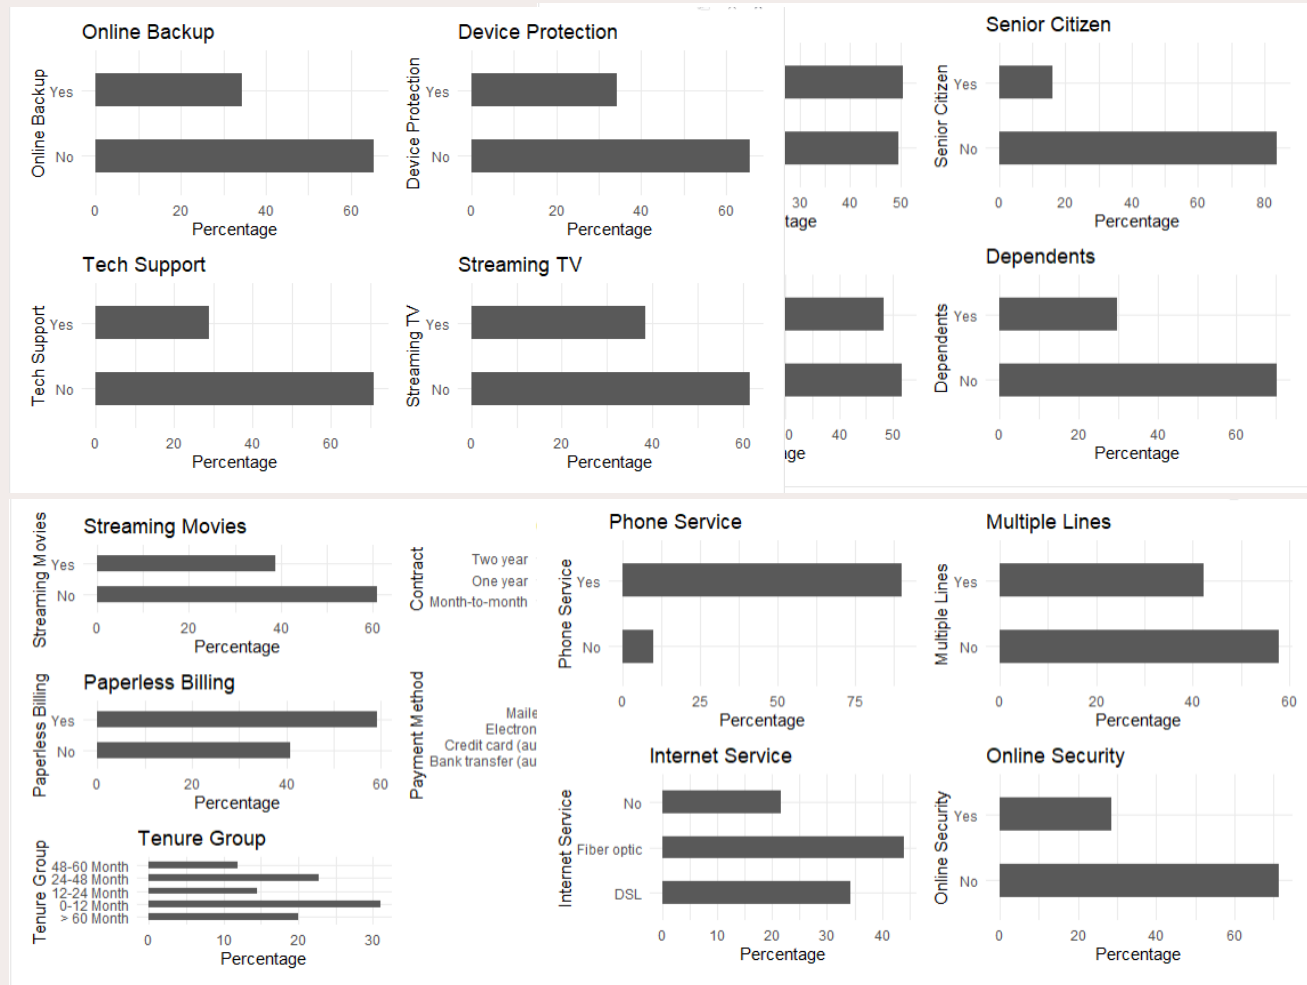 Online Backup
Online Backup
Yes
No
0 20 40 60
Percentage
Device Protection
Device Protection
Yes
No
0 20 40 60
Percentage
30 40 50
tage
Senior Citizen
Senior Citizen
Yes
No
0 20 40 60 80
Percentage
Tech Support
Tech Support
Yes
No
0 20 40 60
Percentage
Streaming TV
Streaming TV
Yes
No
0 20 40 60
Percentage
0 40 50
ge
Dependents
Dependents
Yes
No
0 20 40 60
Percentage
Streaming Movies
Streaming Movies
Yes
No
0 20 40 60
Percentage
Contract
Two year
One year
Month-to-month
Phone Service
Phone Service
Yes
No
0 25 50 75
Percentage
Multiple Lines
Multiple Lines
Yes
No
0 20 40 60
Percentage
Paperless Billing
Paperless Billing
Yes
No
0 20 40 60
Percentage
Payment Method
Maile
Electron
Credit card (au
Bank transfer (au
Internet Service
Internet Service
No
Fiber optic
DSL
0 10 20 30 40
Percentage
Online Security
Online Security
Yes
No
0 20 40 60
Percentage
Tenure Group
Tenure Group
48-60 Month
24-48 Month
12-24 Month
0-12 Month
> 60 Month
0 10 20 30
Percentage